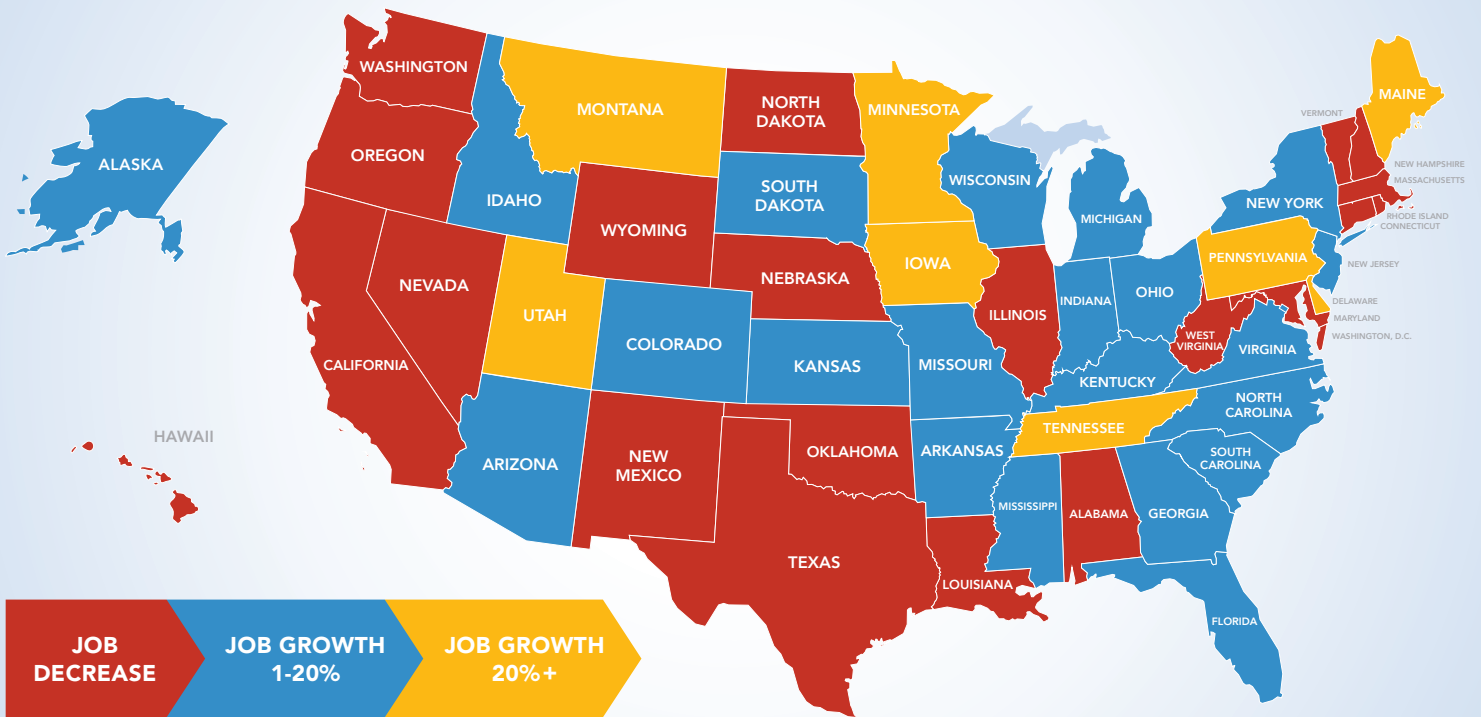 WASHINGTON
MONTANA
NORTH
DAKOTA
MINNESOTA
MAINE
VERMONT
ALASKA
OREGON
IDAHO
WYOMING
SOUTH
DAKOTA
WISCONSIN
MICHIGAN
NEW YORK
NEW HAMPSHIRE
MASSACHUSETTS
RHODE ISLAND
CONNECTICUT
NEVADA
UTAH
NEBRASKA
IOWA
ILLINOIS
INDIANA
OHIO
PENNSYLVANIA
NEW JERSEY
DELAWARE
MARYLAND
WASHINGTON, D.C.
CALIFORNIA
COLORADO
KANSAS
MISSOURI
KENTUCKY
WEST
VIRGINIA
VIRGINIA
HAWAII
ARIZONA
NEW
MEXICO
OKLAHOMA
ARKANSAS
TENNESSEE
NORTH
CAROLINA
SOUTH
CAROLINA
TEXAS
LOUISIANA
MISSISSIPPI
ALABAMA
GEORGIA
FLORIDA
JOB
DECREASE
JOB GROWTH
1-20%
JOB GROWTH
20%+